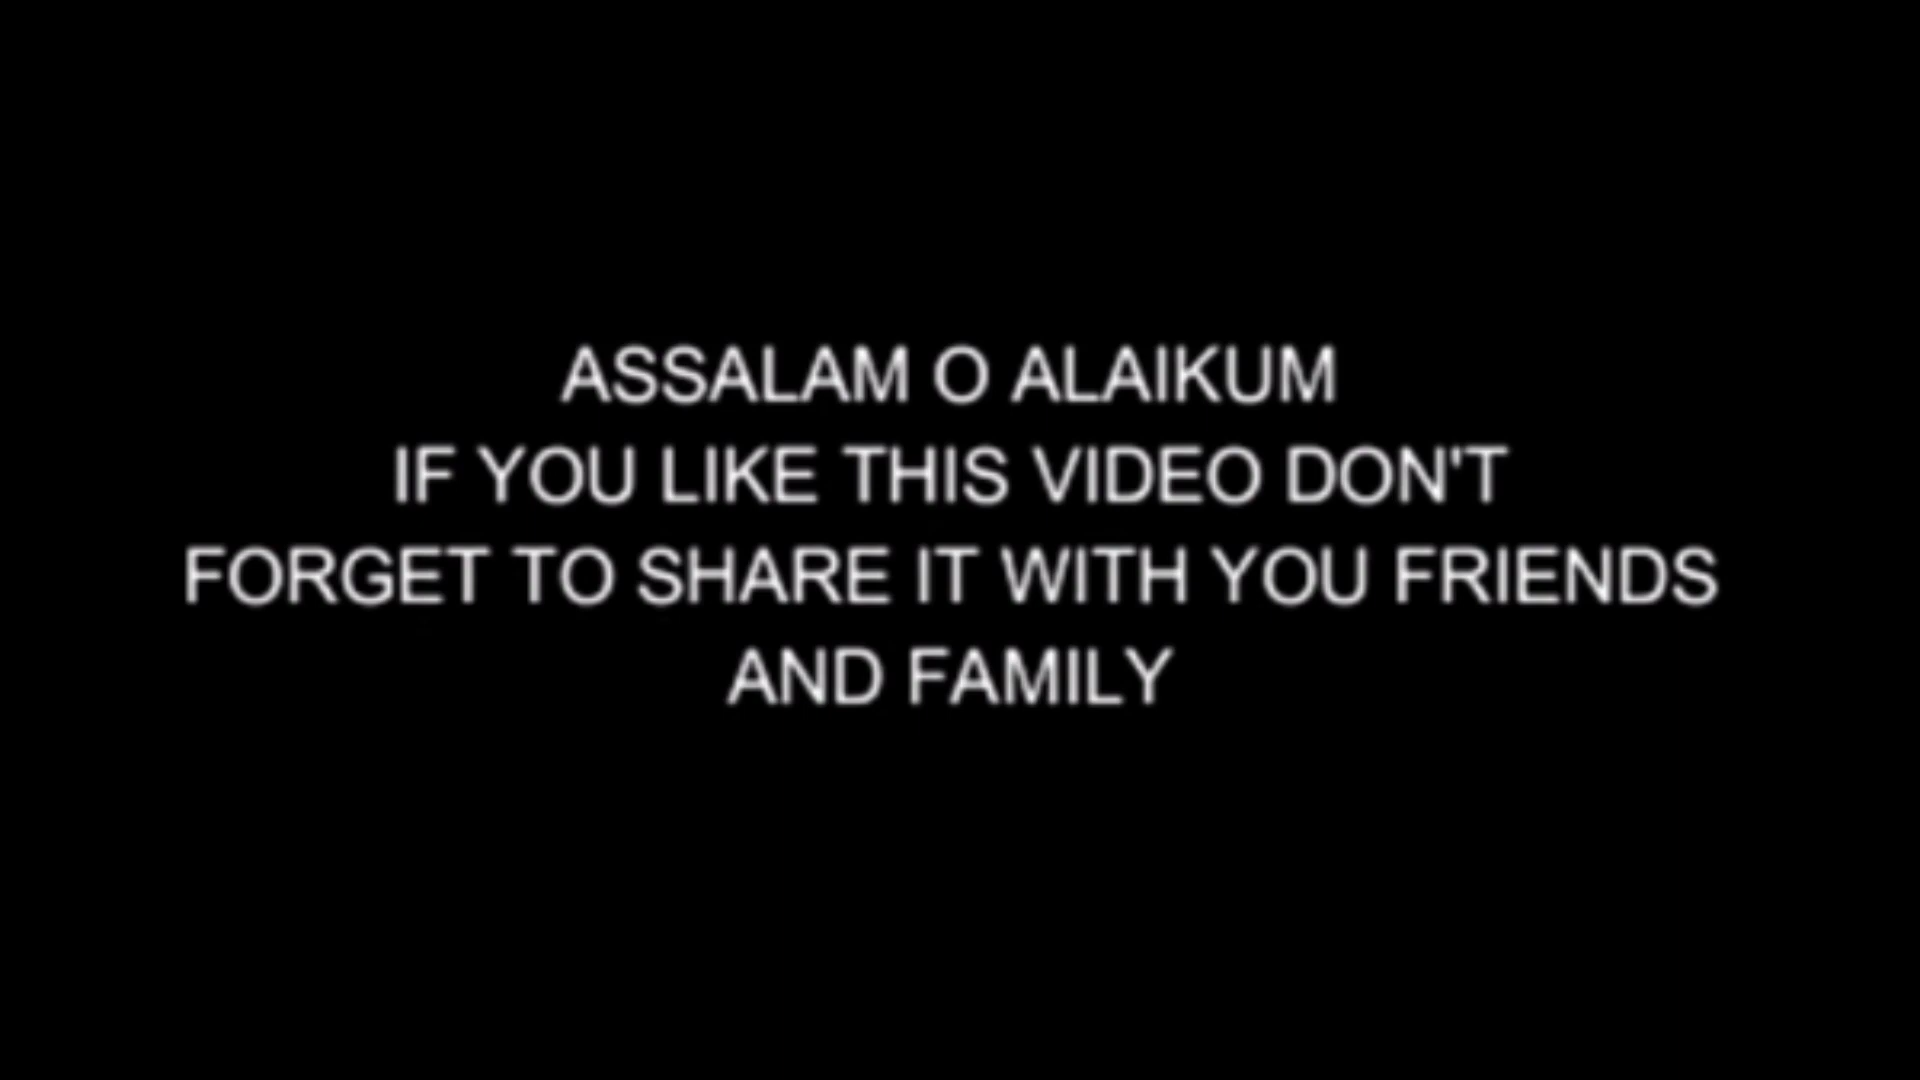 ASSALAM O ALAIKUM
IF YOU LIKE THIS VIDEO DON'T
FORGET TO SHARE IT WITH YOU FRIENDS
AND FAMILY